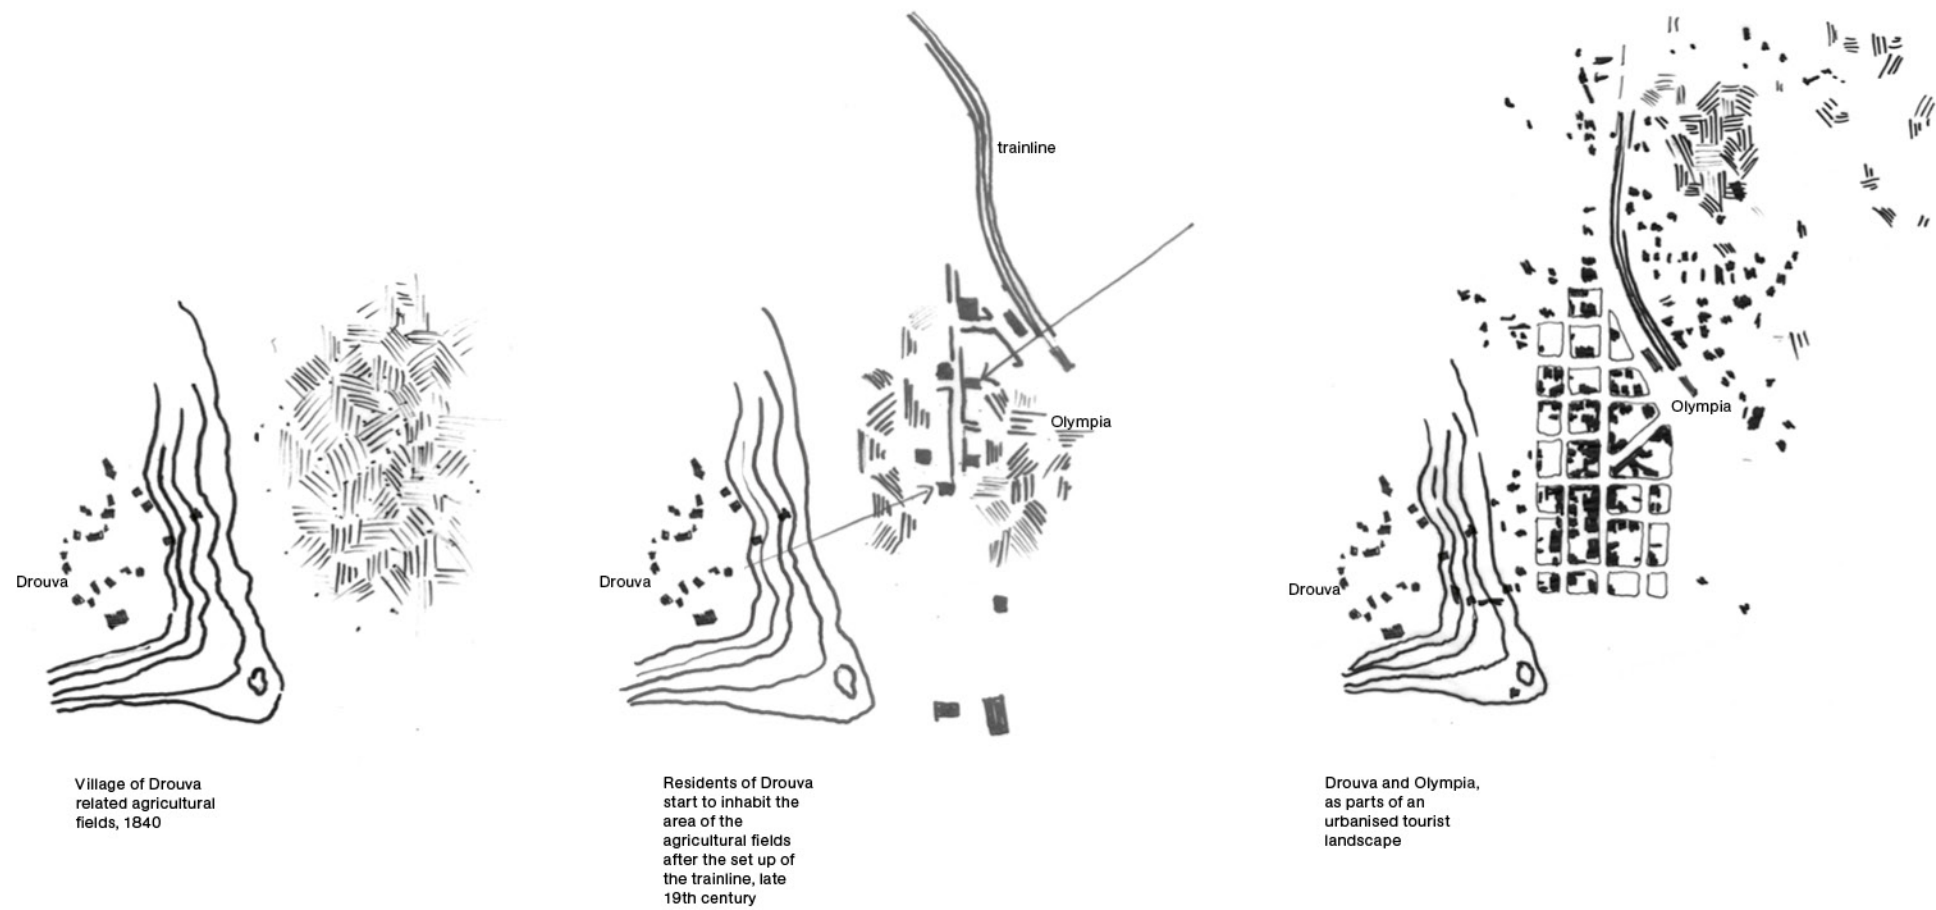 trainline
Olympia
Olympia
Drouva
Drouva
Drouva
Village of Drouva
related agricultural
fields, 1840
Residents of Drouva
start to inhabit the
area of the
agricultural fields
after the set up of
the trainline, late
19th century
Drouva and Olympia,
as parts of an
urbanised tourist
landscape